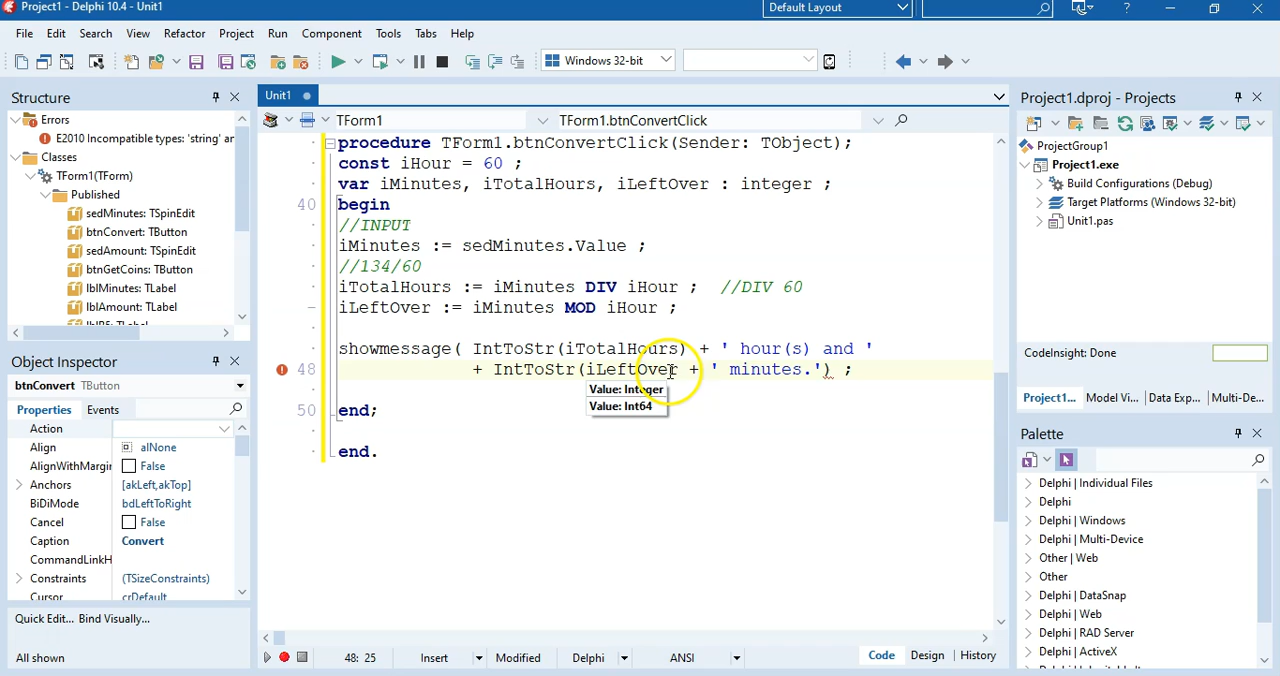 Project1 - Delphi 10.4 - Unit1
Default Layout
File Edit Search View Refactor Project Run Component Tools Tabs Help
Windows 32-bit
Structure
Errors
E2010 Incompatible types: 'string' ar
Classes
TForm1(TForm)
Published
sedMinutes: TSpinEdit
btnConvert: TButton
sedAmount: TSpinEdit
btnGetCoins: TButton
lblMinutes: TLabel
lblAmount: TLabel
Object Inspector
btnConvert TButton
Properties Events
Action
Align alNone
AlignWithMargir False
Anchors [akLeft,akTop]
BiDiMode bdLeftToRight
Cancel False
Caption Convert
CommandLinkH
Constraints (TSizeConstraints)
Cursor crDefault
Quick Edit... Bind Visually...
All shown
Unit1
TForm1 TForm1.btnConvertClick
procedure TForm1.btnConvertClick(Sender: TObject);
const iHour = 60 ;
var iMinutes, iTotalHours, iLeftOver : integer ;
40 begin
//INPUT
iMinutes := sedMinutes.Value ;
//134/60
iTotalHours := iMinutes DIV iHour ; //DIV 60
iLeftOver := iMinutes MOD iHour ;
showmessage( IntToStr(iTotalHours) + ' hour(s) and '
48 + IntToStr(iLeftOver + ' minutes.') ;
Value: Integer
Value: Int64
50 end;
end.
48: 25 Insert Modified Delphi ANSI Code Design History
Project1.dproj - Projects
ProjectGroup1
Project1.exe
Build Configurations (Debug)
Target Platforms (Windows 32-bit)
Unit1.pas
CodeInsight: Done
Project1... Model Vi... Data Exp... Multi-De...
Palette
Delphi | Individual Files
Delphi
Delphi | Windows
Delphi | Multi-Device
Other | Web
Other
Delphi | DataSnap
Delphi | Web
Delphi | RAD Server
Delphi | ActiveX